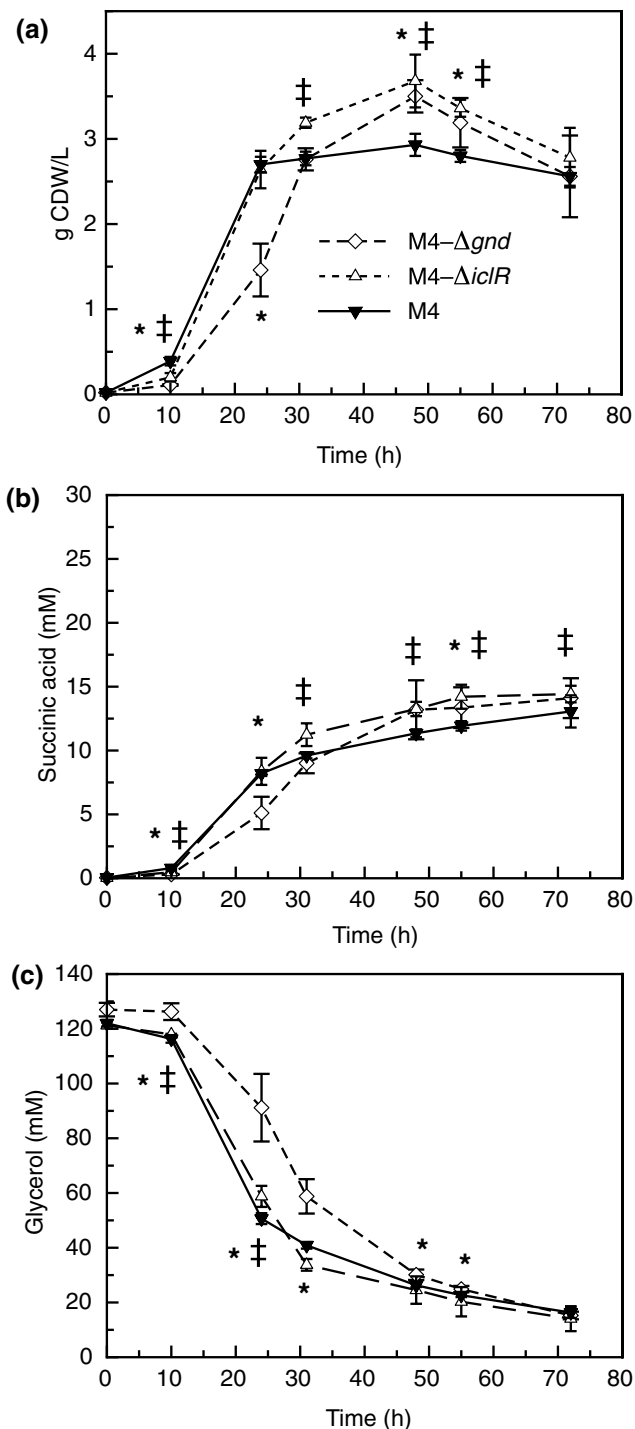 (a)
g CDW/L
4
3
2
1
0
* ‡
*
‡
* ‡
* ‡
M4–Δgnd
M4–ΔiclR
M4
0 10 20 30 40 50 60 70 80
Time (h)
(b)
Succinic acid (mM)
30
25
20
15
10
5
0
* ‡
*
‡
‡
* ‡
‡
0 10 20 30 40 50 60 70 80
Time (h)
(c)
Glycerol (mM)
140
120
100
80
60
40
20
0
* ‡
* ‡
*
*
*
0 10 20 30 40 50 60 70 80
Time (h)